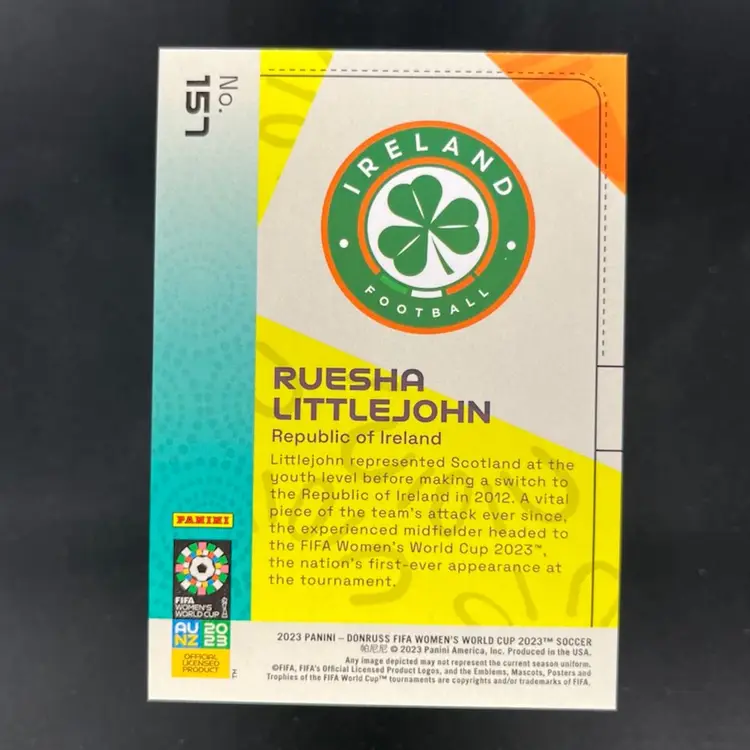 No. 157
IRELAND
FOOTBALL
RUESHA
LITTLEJOHN
Republic of Ireland
Littlejohn represented Scotland at the
youth level before making a switch to
the Republic of Ireland in 2012. A vital
piece of the team's attack ever since,
the experienced midfielder headed to
the FIFA Women's World Cup 2023™,
the nation's first-ever appearance at
the tournament.
PANINI
FIFA
WOMEN'S
WORLD CUP
AU 20
NZ 23
OFFICIAL
LICENSED
PRODUCT
2023 PANINI – DONRUSS FIFA WOMEN'S WORLD CUP 2023™ SOCCER
帕尼尼 © 2023 Panini America, Inc. Produced in the USA.
Any image depicted may not represent the current season uniform.
©FIFA, FIFA's Official Licensed Product Logos, and the Emblems, Mascots, Posters and
Trophies of the FIFA World Cup™ tournaments are copyrights and/or trademarks of FIFA.